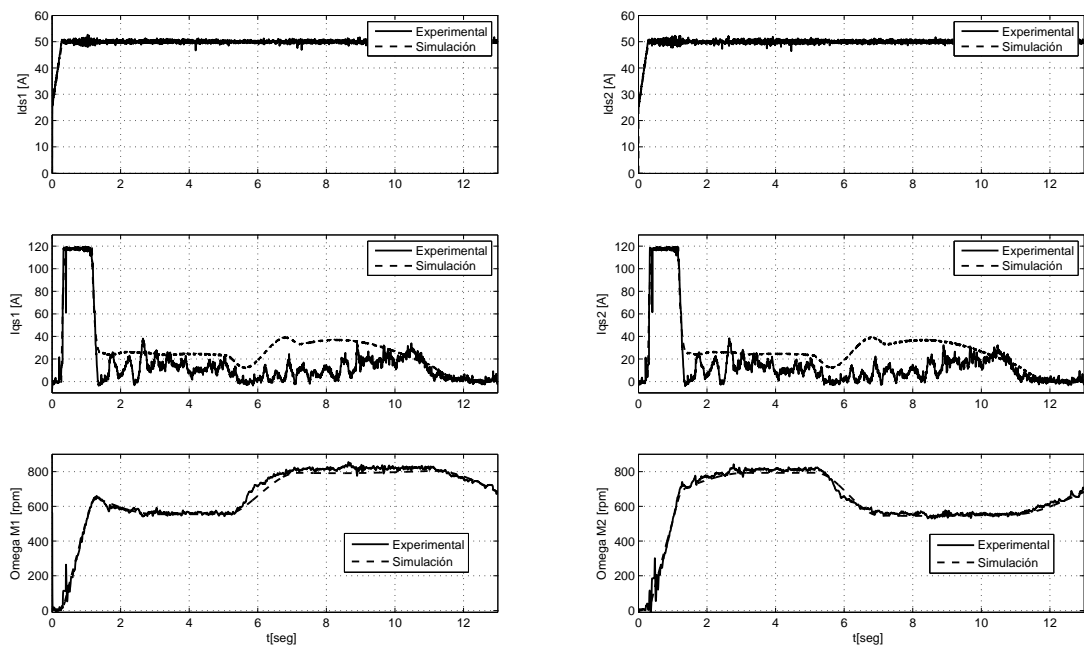 60
50
40
30
20
10
0
Ids1 [A]
Experimental
Simulación
0 2 4 6 8 10 12
60
50
40
30
20
10
0
Ids2 [A]
Experimental
Simulación
0 2 4 6 8 10 12
120
100
80
60
40
20
0
Iqs1 [A]
Experimental
Simulación
0 2 4 6 8 10 12
120
100
80
60
40
20
0
Iqs2 [A]
Experimental
Simulación
0 2 4 6 8 10 12
800
600
400
200
0
Omega M1 [rpm]
Experimental
Simulación
0 2 4 6 8 10 12
t[seg]
800
600
400
200
0
Omega M2 [rpm]
Experimental
Simulación
0 2 4 6 8 10 12
t[seg]